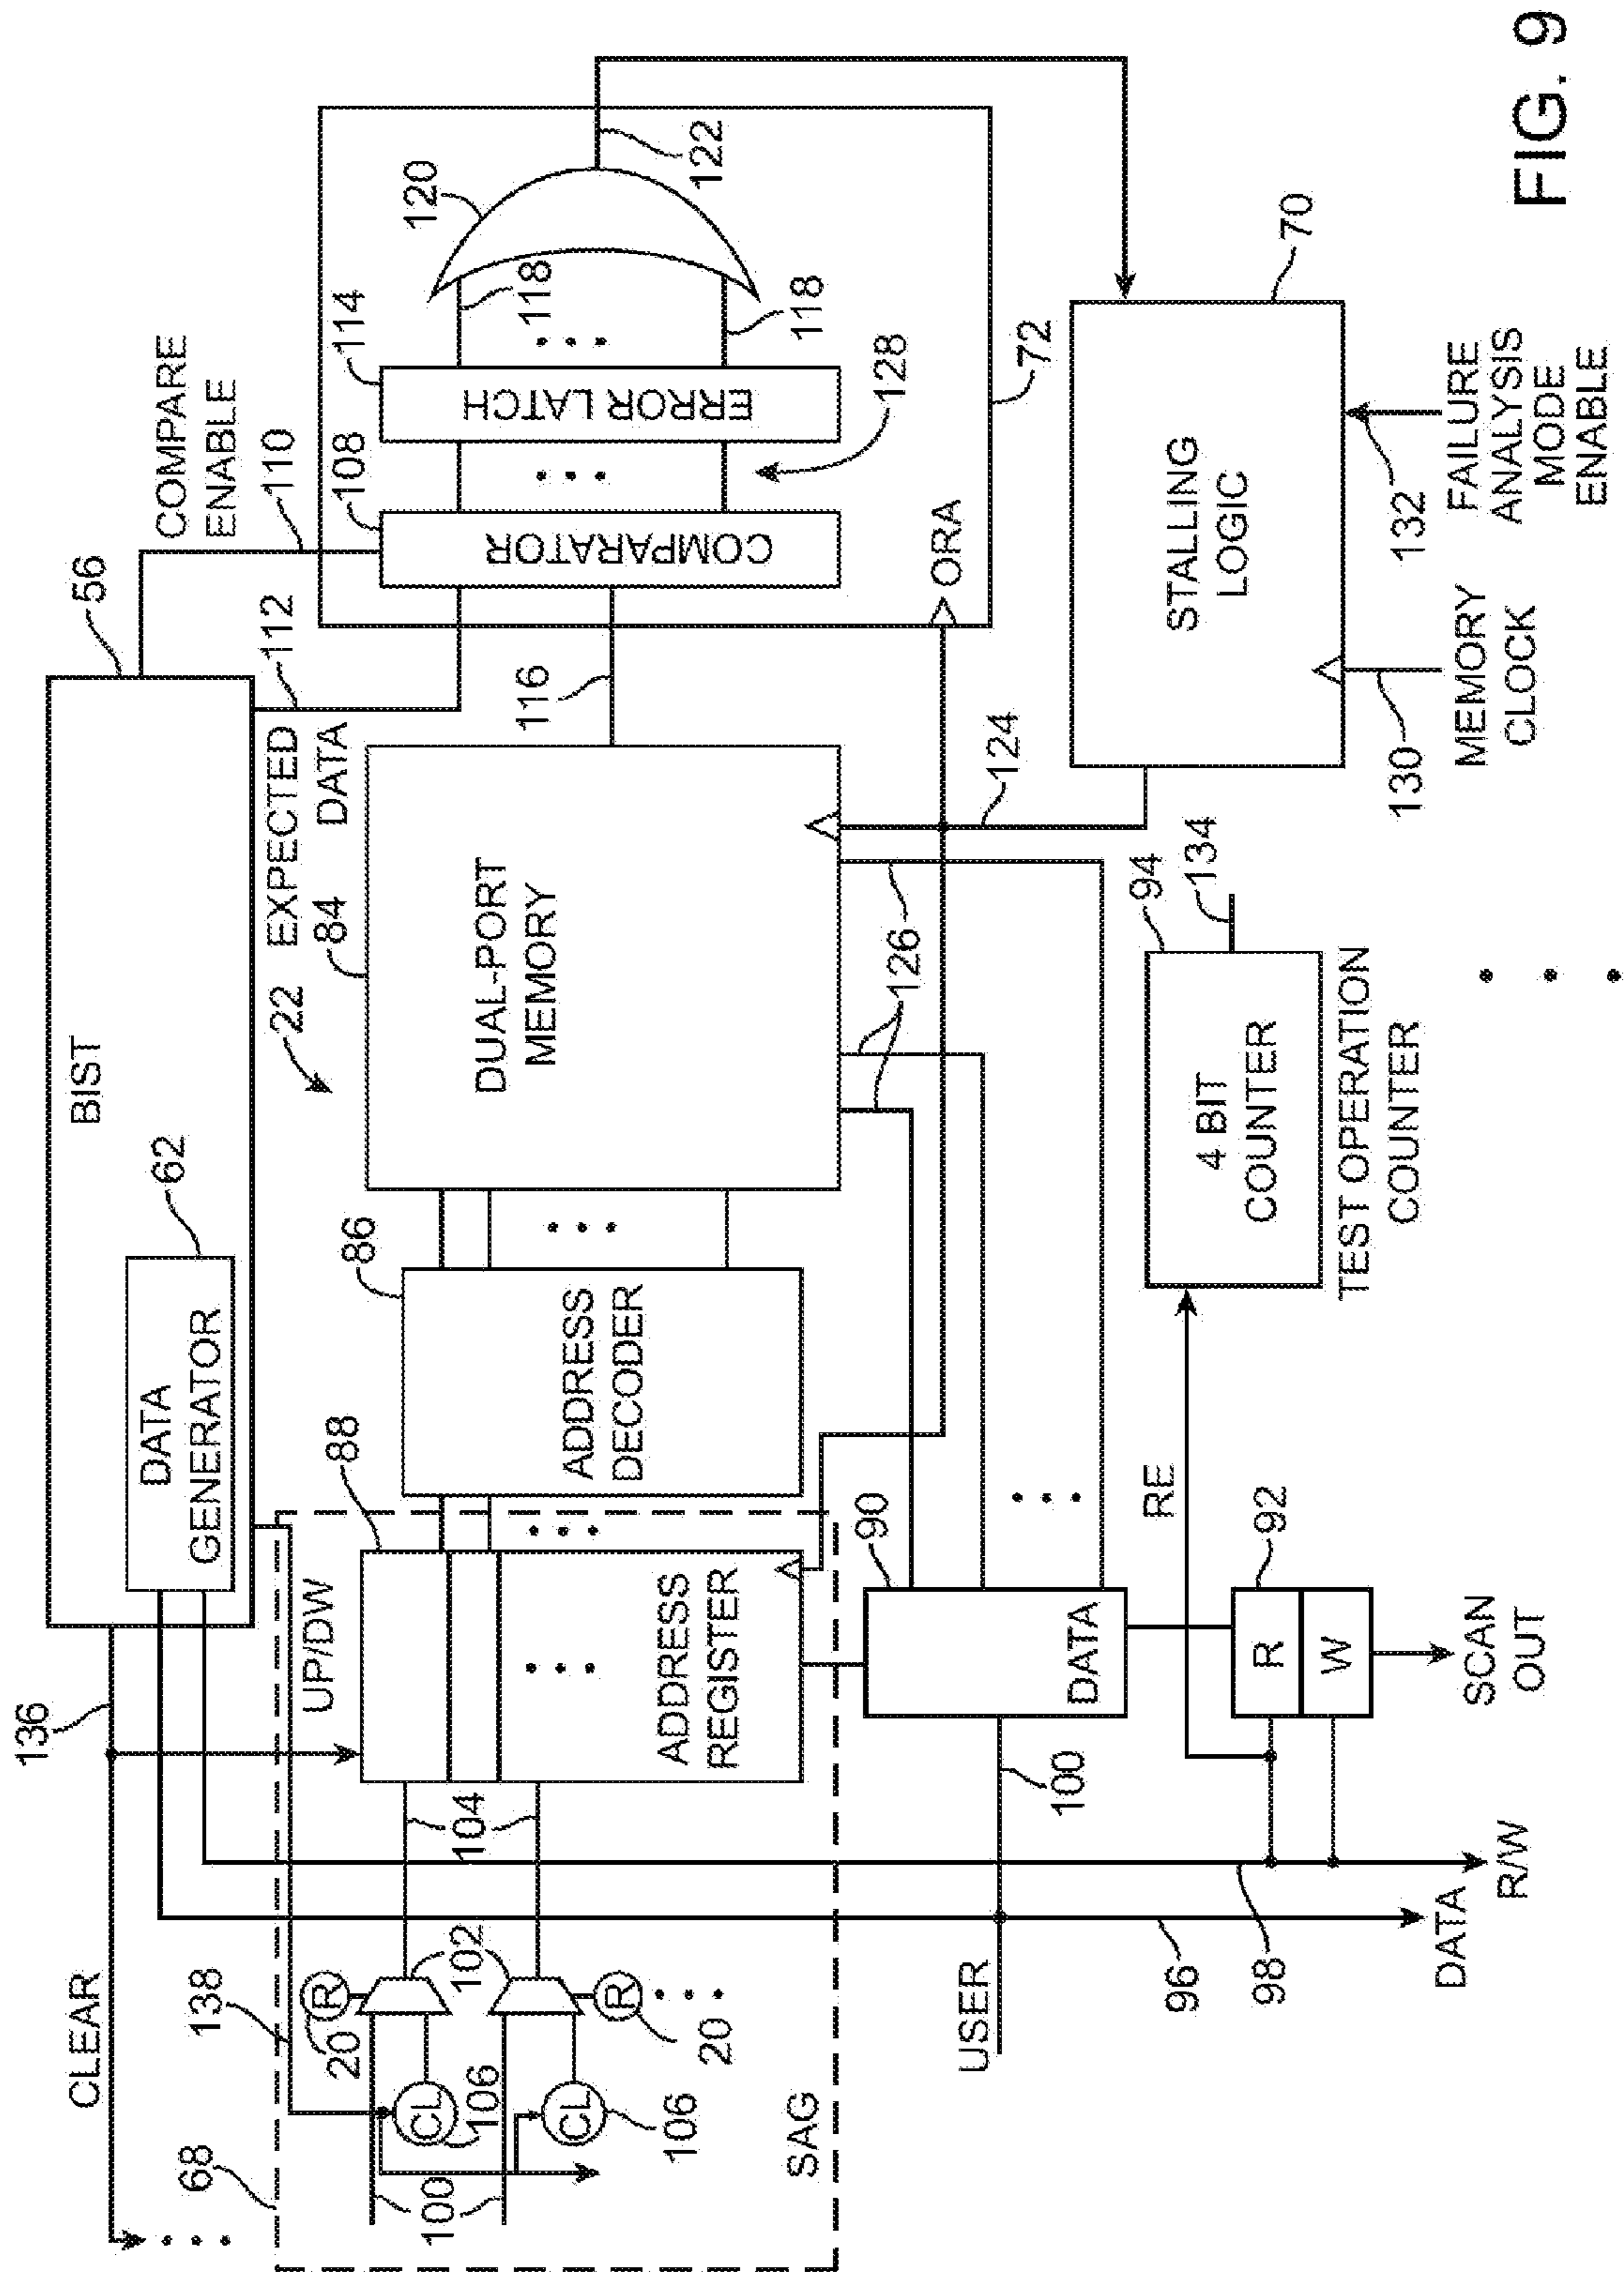 136
CLEAR
138
68
BIST
56
DATA
GENERATOR
62
COMPARE
ENABLE
110
112
EXPECTED
DATA
22
84
DUAL-PORT
MEMORY
86
ADDRESS
DECODER
88
UP/DW
ADDRESS
REGISTER
104
102
R
20
CL
106
100
R
20
CL
106
SAG
116
108
COMPARATOR
114
ERROR LATCH
118
118
120
122
128
ORA
72
124
126
90
DATA
100
USER
RE
92
R
W
SCAN
OUT
96
98
DATA
R/W
94
134
4 BIT
COUNTER
TEST OPERATION
COUNTER
STALLING
LOGIC
70
130
MEMORY
CLOCK
132
FAILURE
ANALYSIS
MODE
ENABLE
FIG. 9